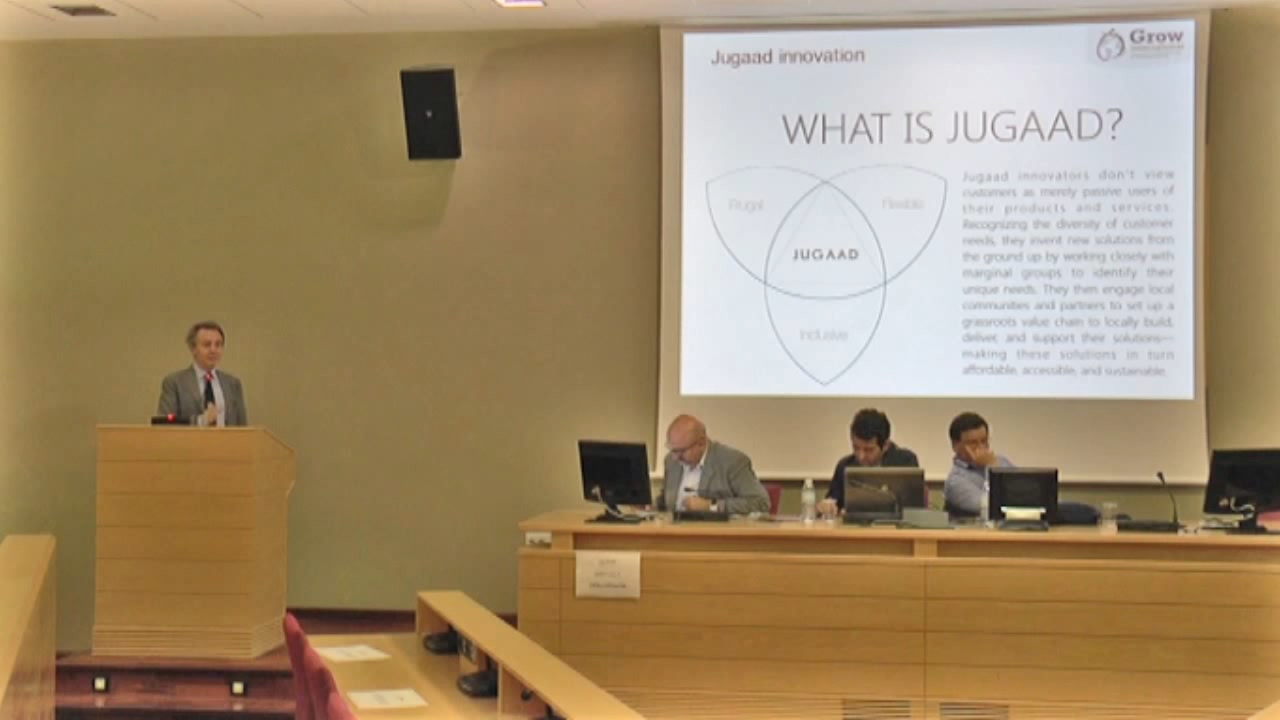 Jugaad innovation
Grow
WHAT IS JUGAAD?
Frugal
Flexible
JUGAAD
Inclusive
Jugaad innovators don't view
customers as merely passive users of
their products and services.
Recognizing the diversity of customer
needs, they invent new solutions from
the ground up by working closely with
marginal groups to identify their
unique needs. They then engage local
communities and partners to set up a
grassroots value chain to locally build,
deliver, and support their solutions—
making these solutions in turn
affordable, accessible, and sustainable.